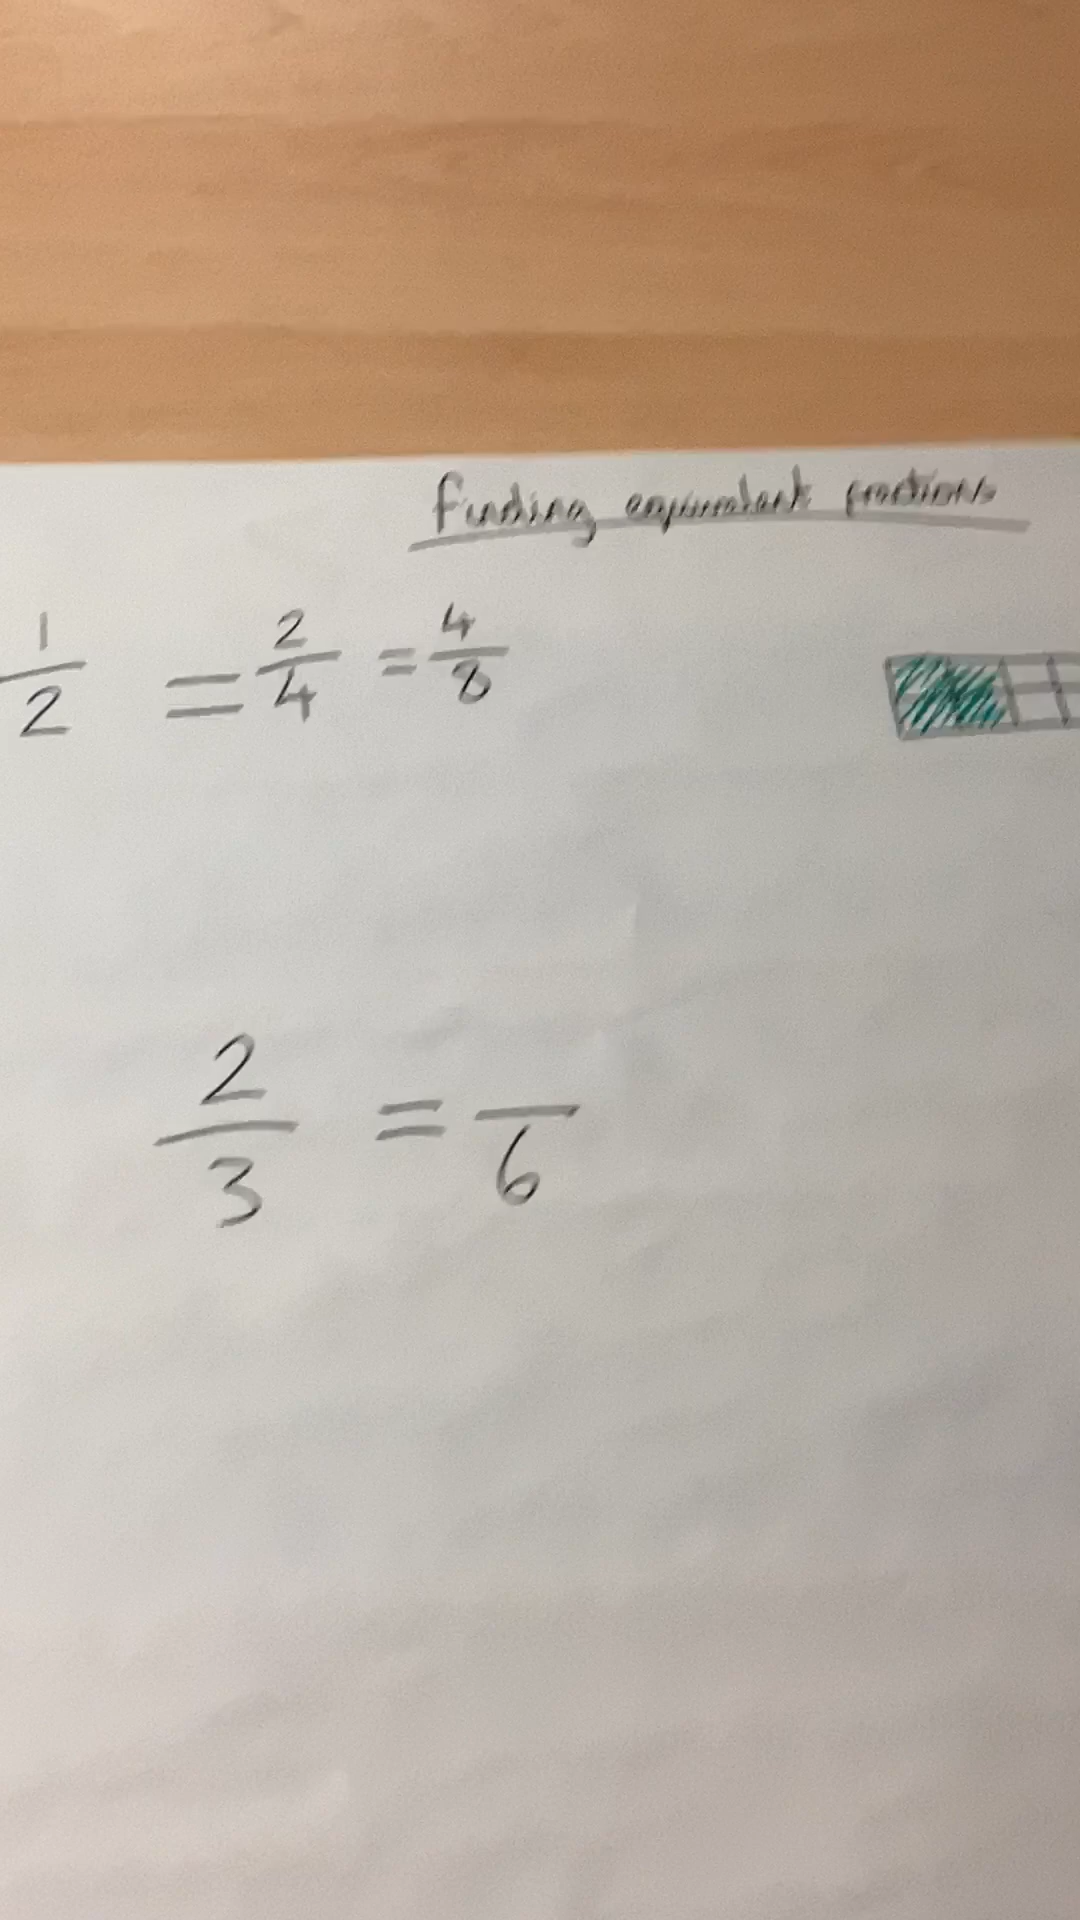 Finding equivalent fractions
1/2 = 2/4 = 4/8
2/3 = /6